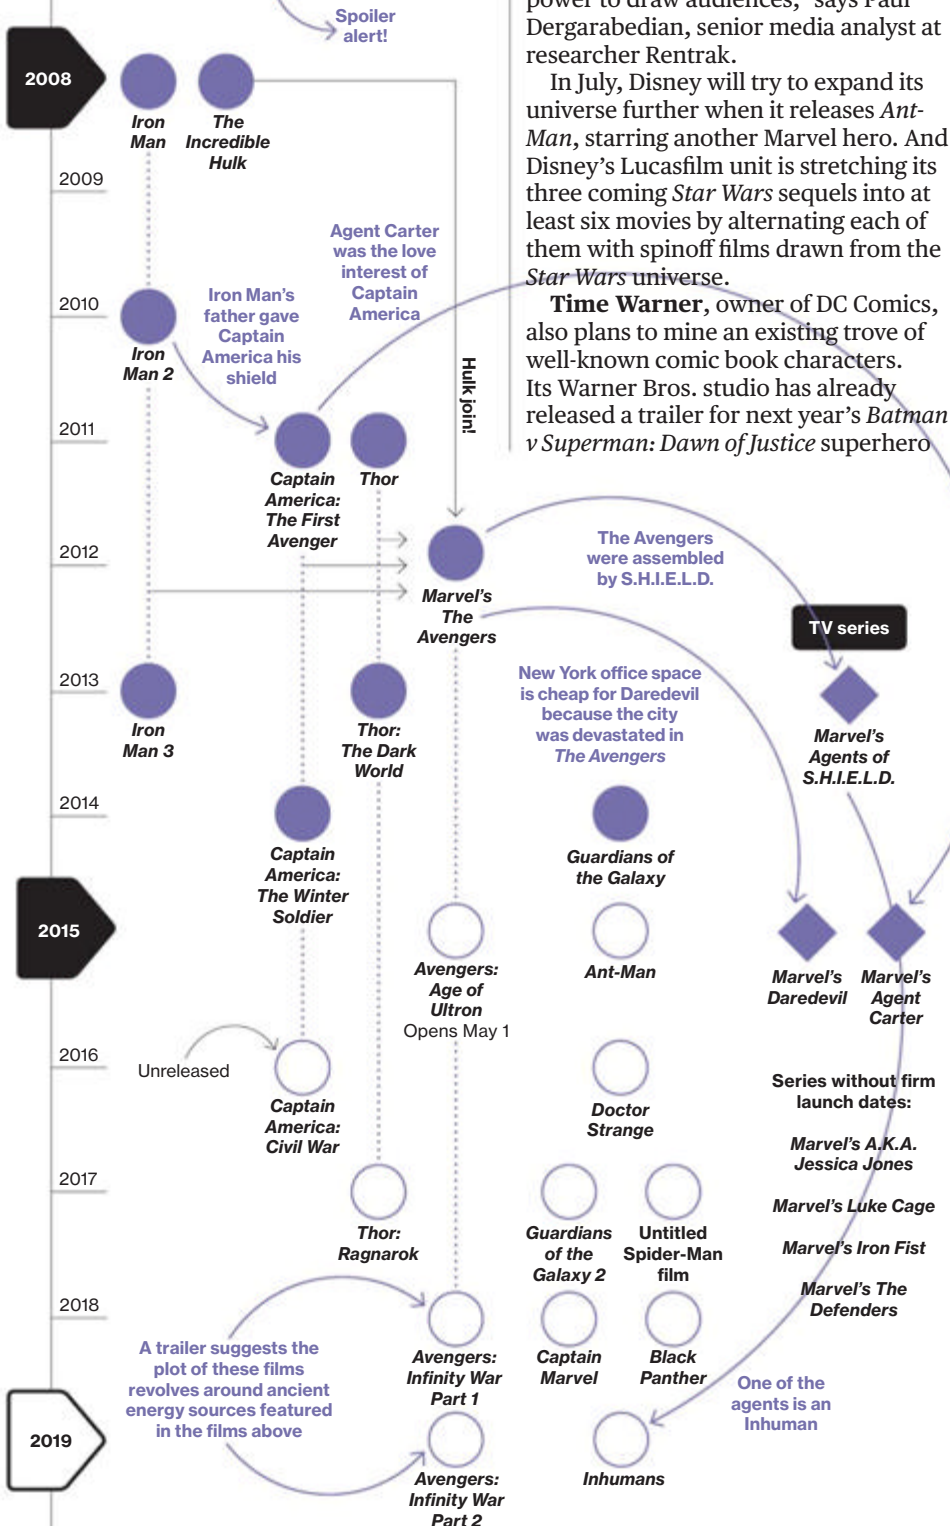 Spoiler
alert!
power to draw audiences,” says Paul
Dergarabedian, senior media analyst at
researcher Rentrak.
In July, Disney will try to expand its
universe further when it releases Ant-
Man, starring another Marvel hero. And
Disney’s Lucasfilm unit is stretching its
three coming Star Wars sequels into at
least six movies by alternating each of
them with spinoff films drawn from the
Star Wars universe.
Time Warner, owner of DC Comics,
also plans to mine an existing trove of
well-known comic book characters.
Its Warner Bros. studio has already
released a trailer for next year’s Batman
v Superman: Dawn of Justice superhero
2008
Iron
Man
The
Incredible
Hulk
2009
Agent Carter
was the love
interest of
Captain
America
2010
Iron
Man 2
Iron Man’s
father gave
Captain
America his
shield
Hulk join!
2011
Captain
America:
The First
Avenger
Thor
2012
Marvel’s
The
Avengers
The Avengers
were assembled
by S.H.I.E.L.D.
TV series
2013
Iron
Man 3
Thor:
The Dark
World
New York office space
is cheap for Daredevil
because the city
was devastated in
The Avengers
Marvel’s
Agents of
S.H.I.E.L.D.
2014
Captain
America:
The Winter
Soldier
Guardians of
the Galaxy
2015
Avengers:
Age of
Ultron
Opens May 1
Ant-Man
Marvel’s
Daredevil
Marvel’s
Agent
Carter
2016
Unreleased
Captain
America:
Civil War
Doctor
Strange
Series without firm
launch dates:
Marvel’s A.K.A.
Jessica Jones
Marvel’s Luke Cage
Marvel’s Iron Fist
Marvel’s The
Defenders
2017
Thor:
Ragnarok
Guardians
of the
Galaxy 2
Untitled
Spider-Man
film
2018
A trailer suggests the
plot of these films
revolves around ancient
energy sources featured
in the films above
Avengers:
Infinity War
Part 1
Captain
Marvel
Black
Panther
One of the
agents is an
Inhuman
2019
Avengers:
Infinity War
Part 2
Inhumans